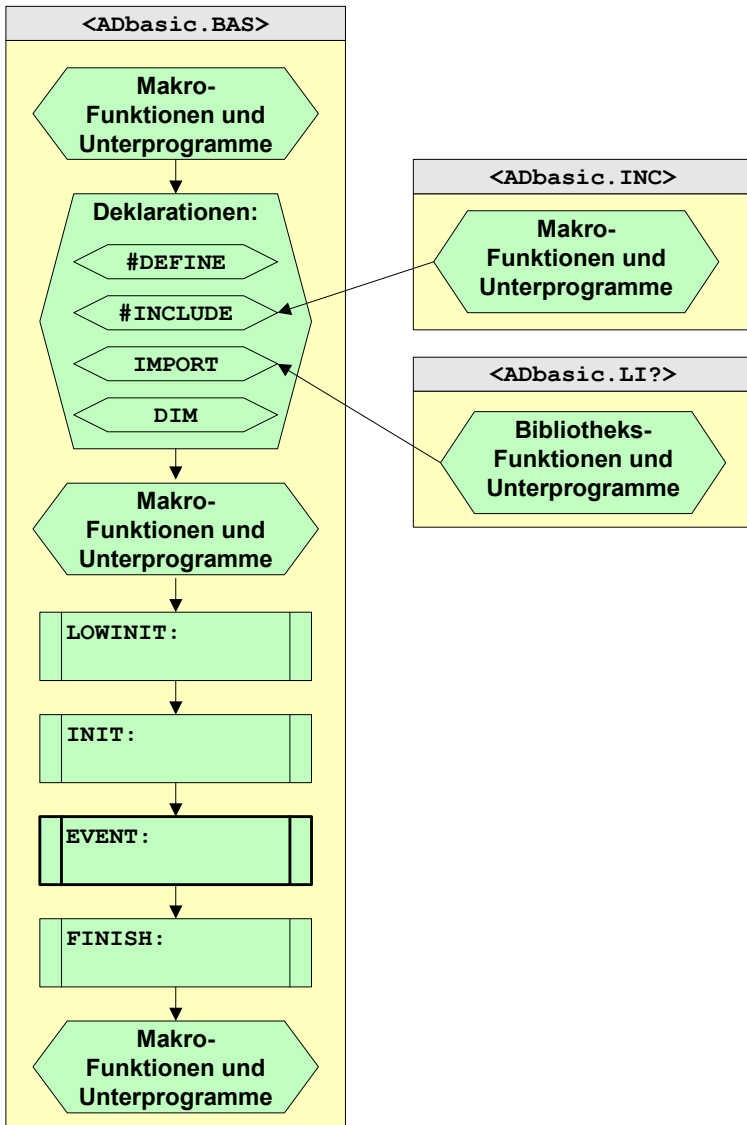 <ADbasic.BAS>
Makro-
Funktionen und
Unterprogramme
Deklarationen:
#DEFINE
#INCLUDE
IMPORT
DIM
Makro-
Funktionen und
Unterprogramme
LOWINIT:
INIT:
EVENT:
FINISH:
Makro-
Funktionen und
Unterprogramme
<ADbasic.INC>
Makro-
Funktionen und
Unterprogramme
<ADbasic.LI?>
Bibliotheks-
Funktionen und
Unterprogramme